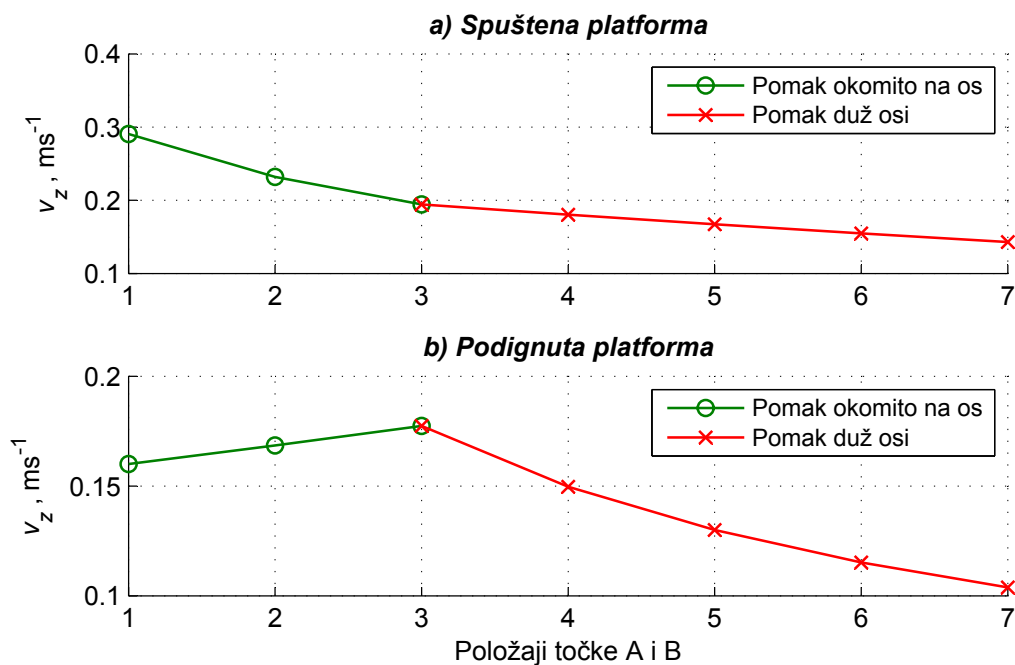 a) Spuštena platforma
0.4
0.3
0.2
0.1
v_z , ms⁻¹
Pomak okomito na os
Pomak duž osi
1 2 3 4 5 6 7
b) Podignuta platforma
0.2
0.15
0.1
v_z , ms⁻¹
Pomak okomito na os
Pomak duž osi
1 2 3 4 5 6 7
Položaji točke A i B